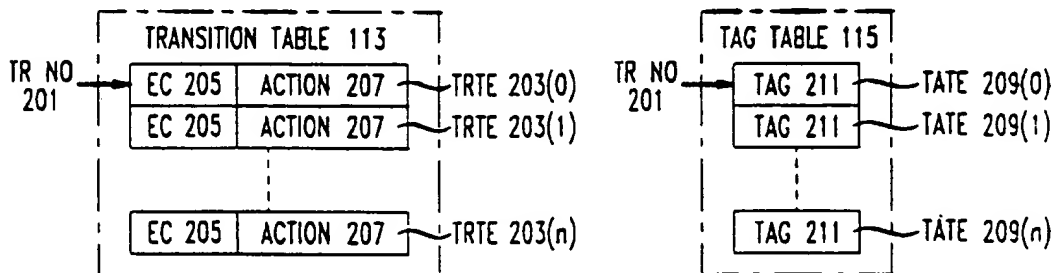 TRANSITION TABLE 113
TR NO
201
EC 205 ACTION 207 TRTE 203(0)
EC 205 ACTION 207 TRTE 203(1)
EC 205 ACTION 207 TRTE 203(n)
TAG TABLE 115
TR NO
201
TAG 211 TATE 209(0)
TAG 211 TATE 209(1)
TAG 211 TATE 209(n)